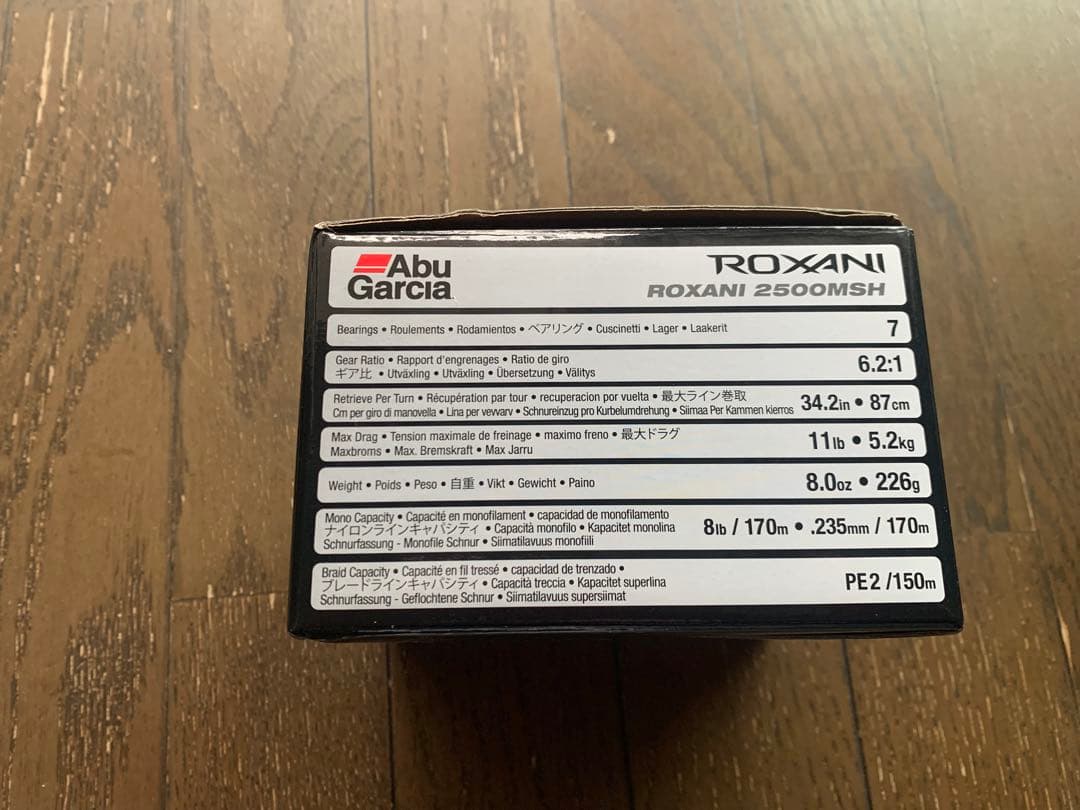 Abu
Garcia
ROXANI
ROXANI 2500MSH
Bearings • Roulements • Rodamientos • ベアリング • Cuscinetti • Lager • Laakerit 7
Gear Ratio • Rapport d'engrenages • Ratio de giro
ギア比 • Utväxling • Utväxling • Übersetzung • Välitys
6.2:1
Retrieve Per Turn • Récupération par tour • recuperacion por vuelta • 最大ライン巻取
Cm per giro di manovella • Lina per vevvarv • Schnureinzug pro Kurbelumdrehung • Siimaa Per Kammen kierros
34.2in • 87cm
Max Drag • Tension maximale de freinage • maximo freno • 最大ドラグ
Maxbroms • Max. Bremskraft • Max Jarru
11lb • 5.2kg
Weight • Poids • Peso • 自重 • Vikt • Gewicht • Paino 8.0oz • 226g
Mono Capacity • Capacité en monofilament • capacidad de monofilamento
ナイロンラインキャパシティ • Capacità monofilo • Kapacitet monolina
Schnurfassung - Monofile Schnur • Siimatilavuus monofiili
8lb / 170m • .235mm / 170m
Braid Capacity • Capacité en fil tressé • capacidad de trenzado •
ブレードラインキャパシティ • Capacità treccia • Kapacitet superlina
Schnurfassung - Geflochtene Schnur • Siimatilavuus supersiimat
PE2 /150m